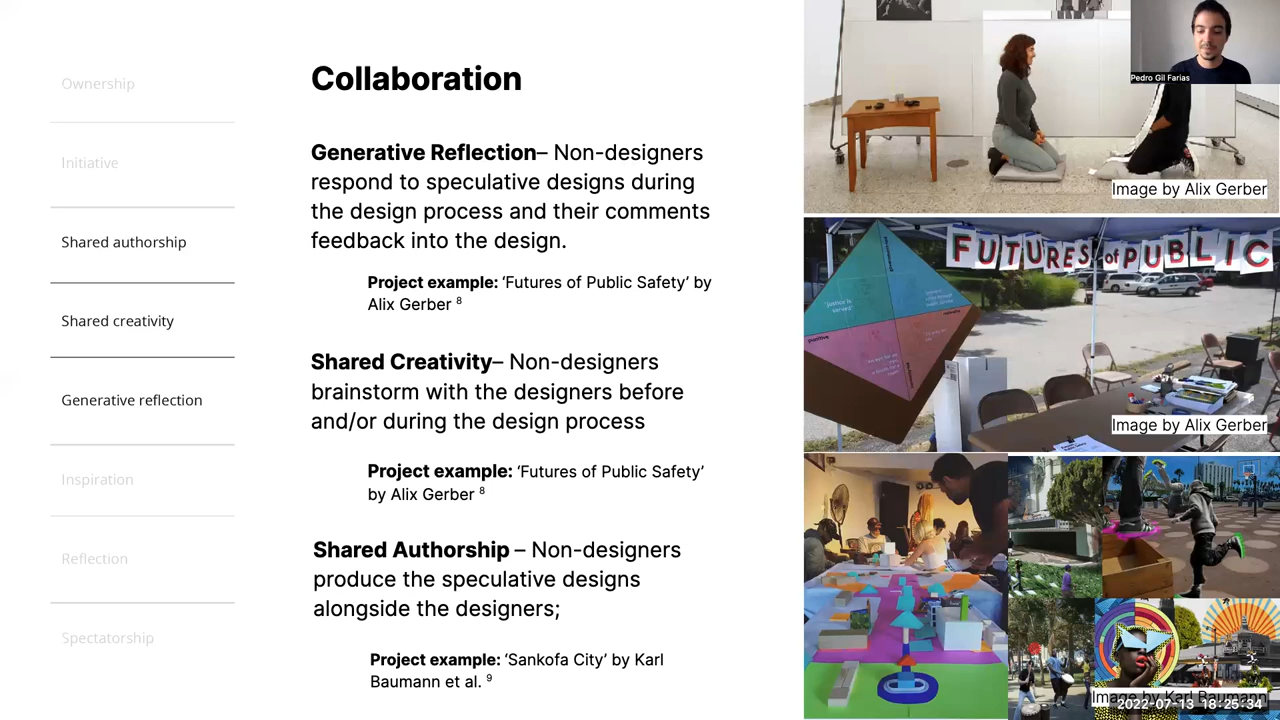 Ownership
Initiative
Shared authorship
Shared creativity
Generative reflection
Inspiration
Reflection
Spectatorship
Collaboration
Generative Reflection– Non-designers
respond to speculative designs during
the design process and their comments
feedback into the design.
Project example: ‘Futures of Public Safety’ by
Alix Gerber 8
Shared Creativity– Non-designers
brainstorm with the designers before
and/or during the design process
Project example: ‘Futures of Public Safety’
by Alix Gerber 8
Shared Authorship – Non-designers
produce the speculative designs
alongside the designers;
Project example: ‘Sankofa City’ by Karl
Baumann et al. 9
Pedro Gil Farias
Image by Alix Gerber
FUTURES of PUBLIC
Image by Alix Gerber
Image by Karl Baumann
2022-07-13 18:25:34